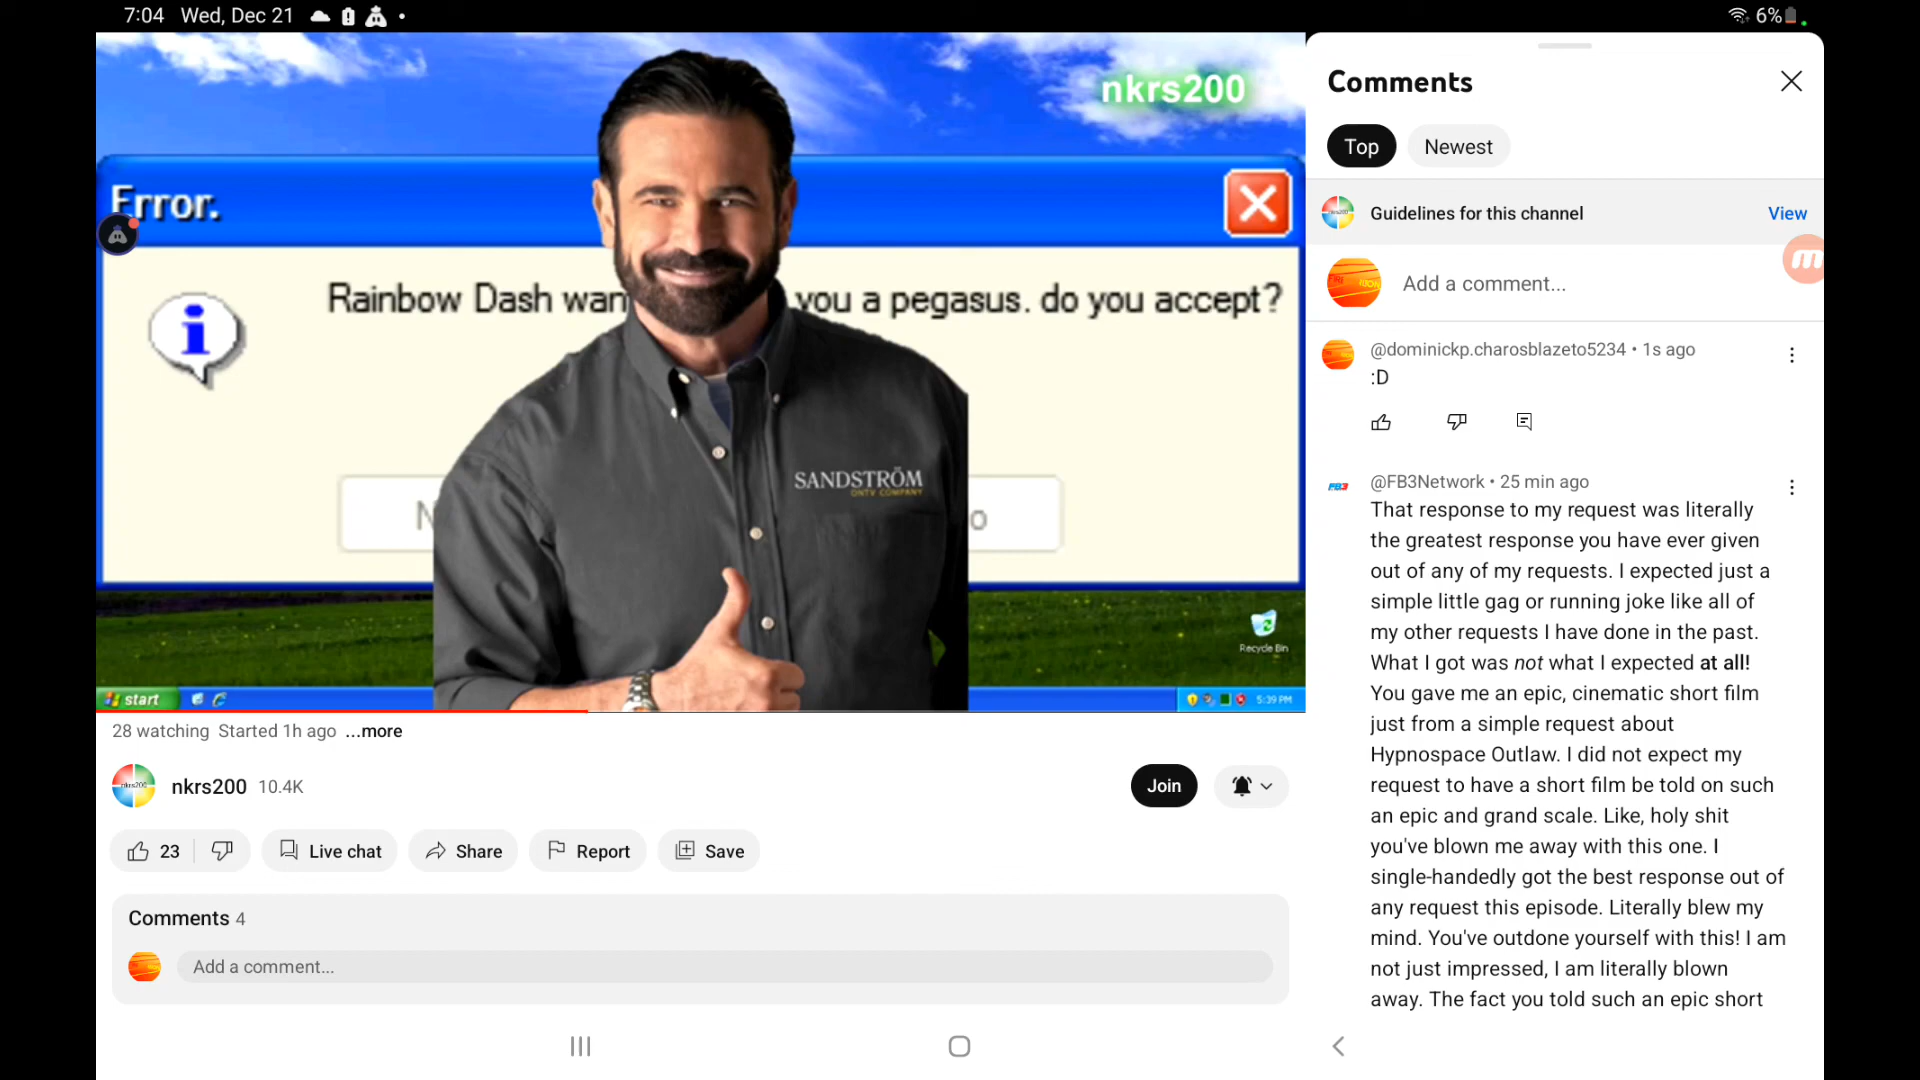 7:04 Wed, Dec 21
6%
nkrs200
Error.
Rainbow Dash wan you a pegasus. do you accept?
SANDSTRÖM
ONTV COMPANY
Recycle Bin
start
5:39 PM
28 watching Started 1h ago ...more
nkrs200 10.4K
Join
23
Live chat
Share
Report
Save
Comments 4
Add a comment...
Comments
Top
Newest
Guidelines for this channel
View
Add a comment...
@dominickp.charosblazeto5234 • 1s ago
:D
@FB3Network • 25 min ago
That response to my request was literally
the greatest response you have ever given
out of any of my requests. I expected just a
simple little gag or running joke like all of
my other requests I have done in the past.
What I got was not what I expected at all!
You gave me an epic, cinematic short film
just from a simple request about
Hypnospace Outlaw. I did not expect my
request to have a short film be told on such
an epic and grand scale. Like, holy shit
you've blown me away with this one. I
single-handedly got the best response out of
any request this episode. Literally blew my
mind. You've outdone yourself with this! I am
not just impressed, I am literally blown
away. The fact you told such an epic short